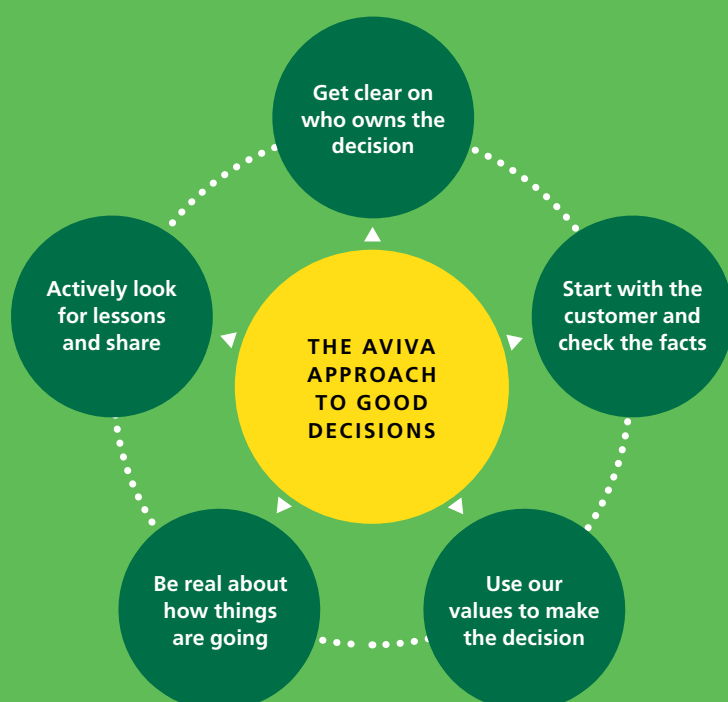 Get clear on
who owns the
decision
Start with the
customer and
check the facts
Use our
values to make
the decision
Be real about
how things
are going
Actively look
for lessons
and share
THE AVIVA
APPROACH
TO GOOD
DECISIONS